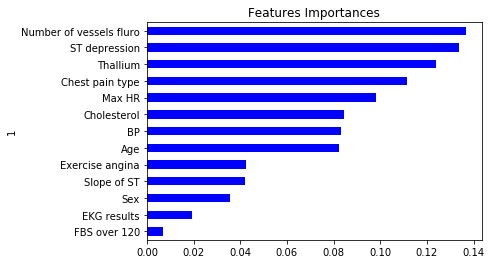 Features Importances
Number of vessels fluro
ST depression
Thallium
Chest pain type
Max HR
Cholesterol
BP
Age
Exercise angina
Slope of ST
Sex
EKG results
FBS over 120
1
0.00 0.02 0.04 0.06 0.08 0.10 0.12 0.14